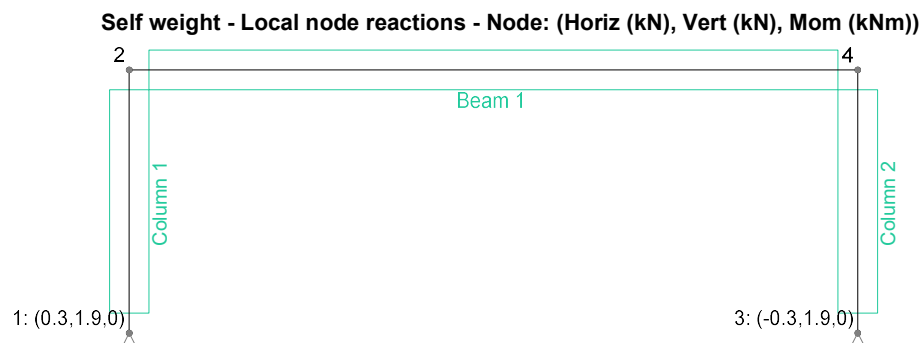 Self weight - Local node reactions - Node: (Horiz (kN), Vert (kN), Mom (kNm))
2
4
Beam 1
Column 1
Column 2
1: (0.3,1.9,0)
3: (-0.3,1.9,0)